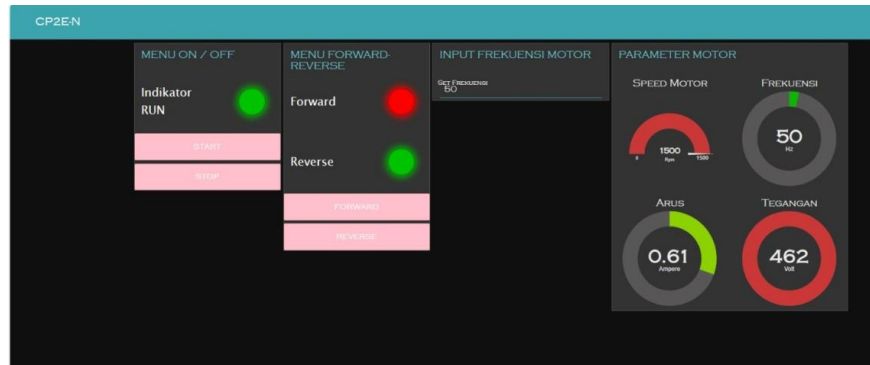 CP2E-N
MENU ON / OFF
Indikator
RUN
START
STOP
MENU FORWARD-
REVERSE
Forward
Reverse
FORWARD
REVERSE
INPUT FREKUENSI MOTOR
Set Frekuensi
50
PARAMETER MOTOR
Speed Motor
1500
Rpm
0
1500
Frekuensi
50
Hz
Arus
0.61
Ampere
Tegangan
462
Volt